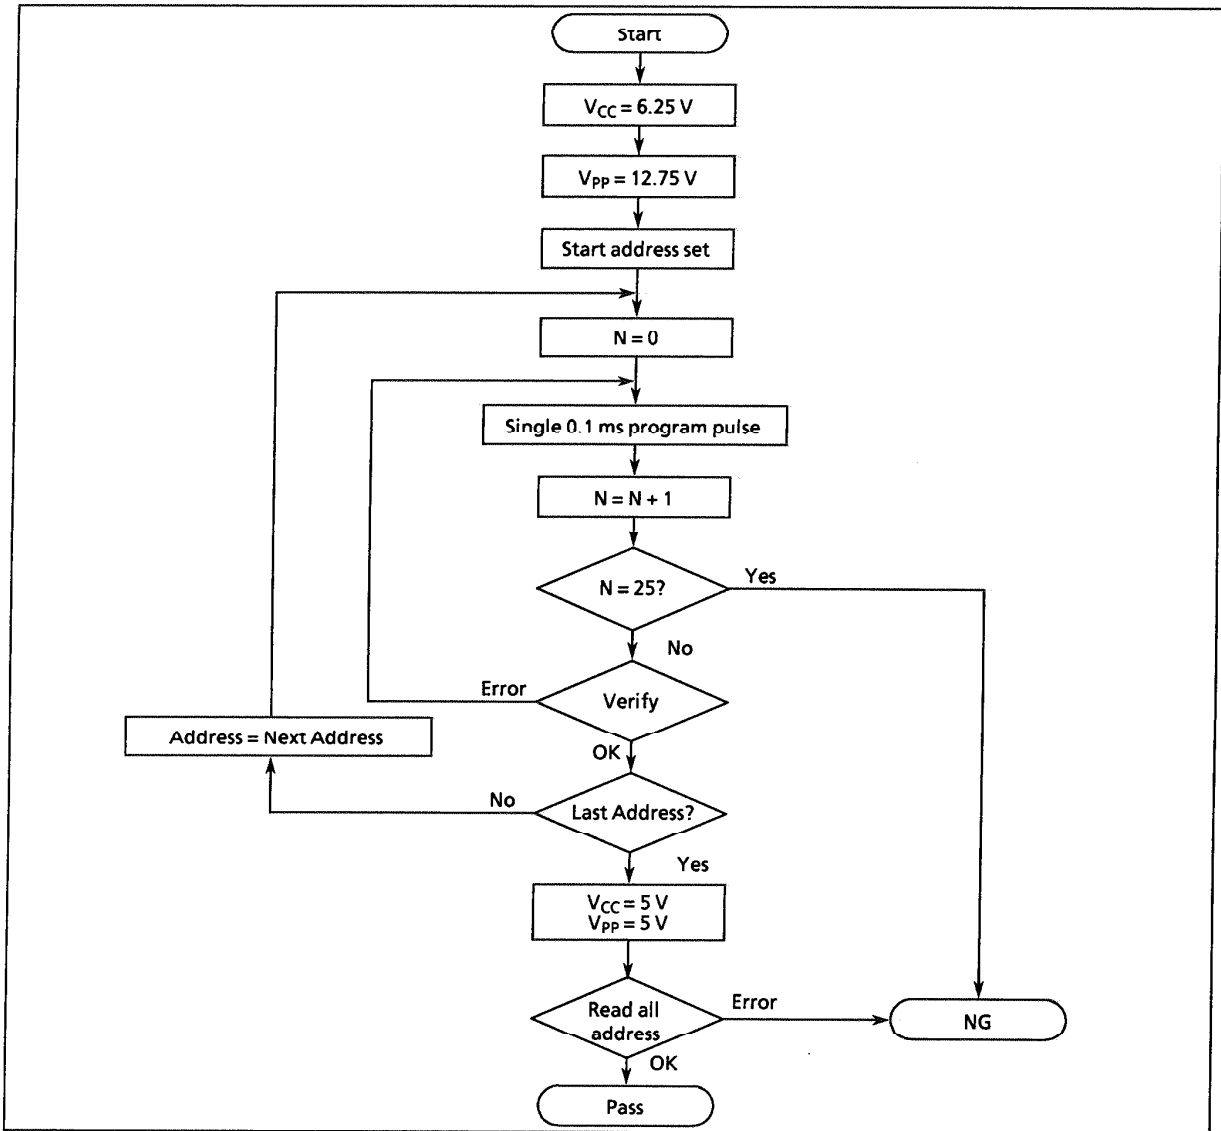 Start
VCC = 6.25 V
VPP = 12.75 V
Start address set
N = 0
Single 0.1 ms program pulse
N = N + 1
N = 25?
Yes
No
Error
Verify
Address = Next Address
OK
No
Last Address?
Yes
VCC = 5 V
VPP = 5 V
Read all
address
Error
NG
OK
Pass